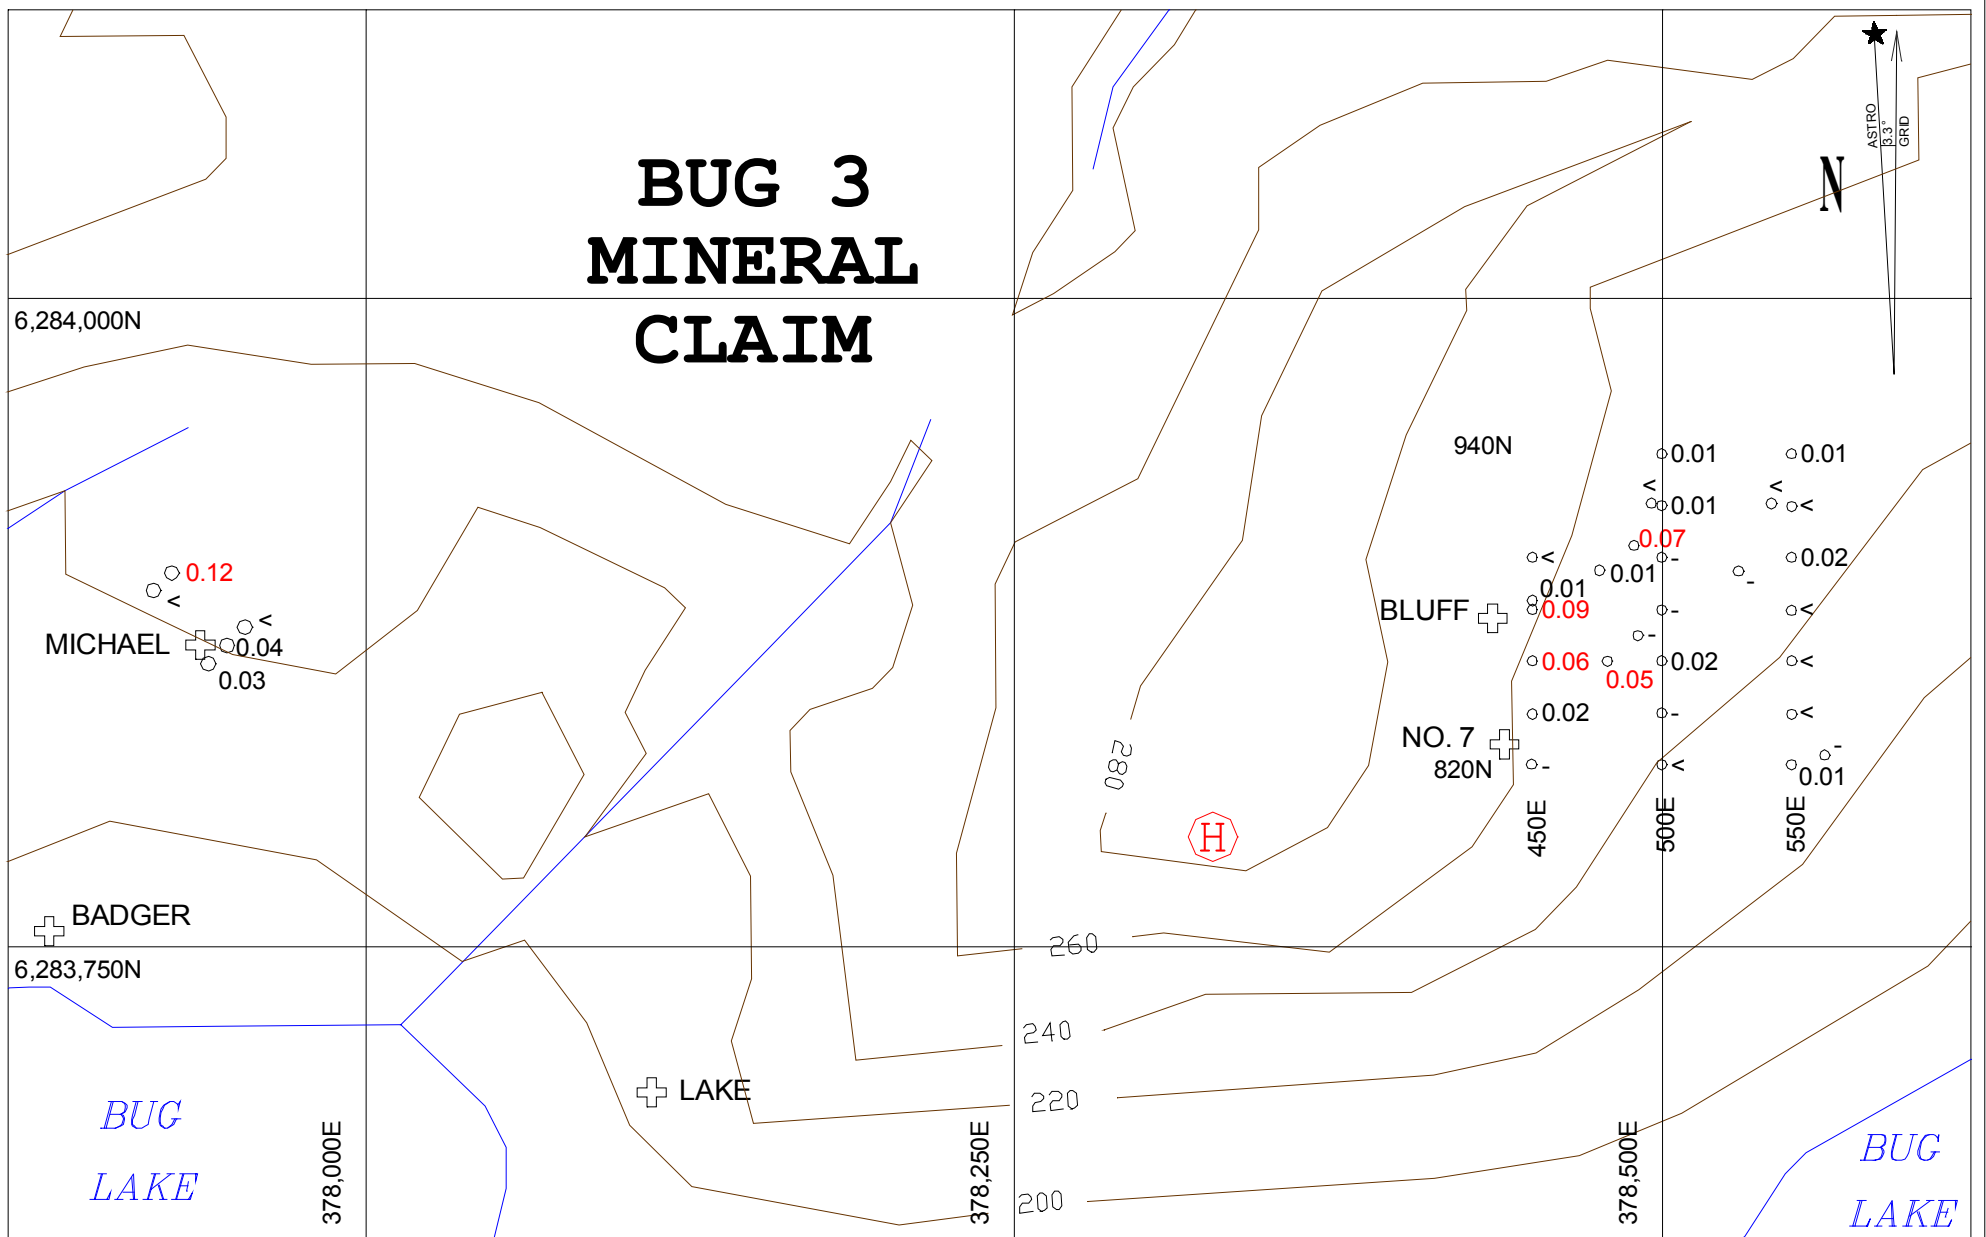 BUG 3
MINERAL
CLAIM
ASTRO
3.3°
GRID
N
6,284,000N
940N
0.01
0.01
<
<
0.01
<
0.07
<
-
0.02
0.12
<
0.01
-
0.01
0.09
-
<
BLUFF
<
MICHAEL
0.04
0.03
-
0.06
0.05
0.02
<
0.02
-
<
NO. 7
820N
-
<
-
0.01
280
H
450E
500E
550E
BADGER
260
6,283,750N
240
LAKE
220
BUG
LAKE
378,000E
378,250E
378,500E
200
BUG
LAKE